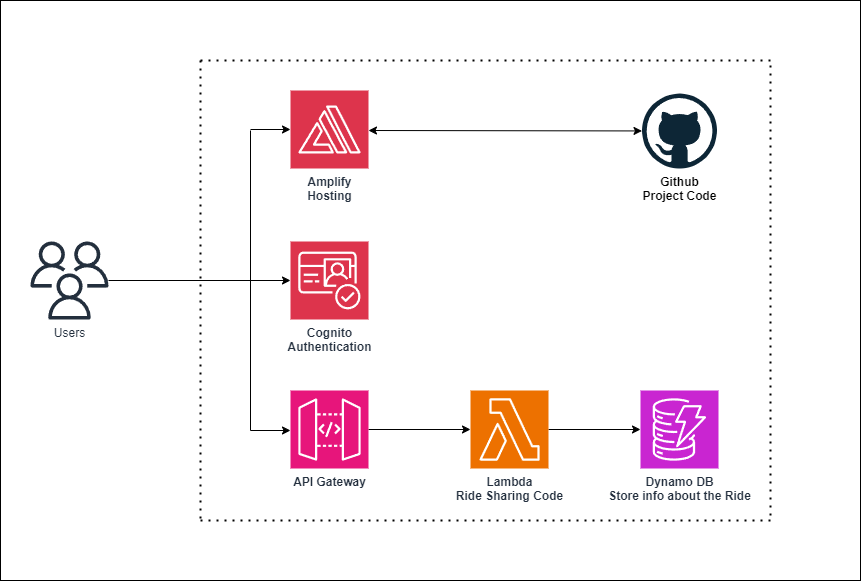 Amplify
Hosting
Github
Project Code
Users
Cognito
Authentication
</>
API Gateway
Lambda
Ride Sharing Code
Dynamo DB
Store info about the Ride